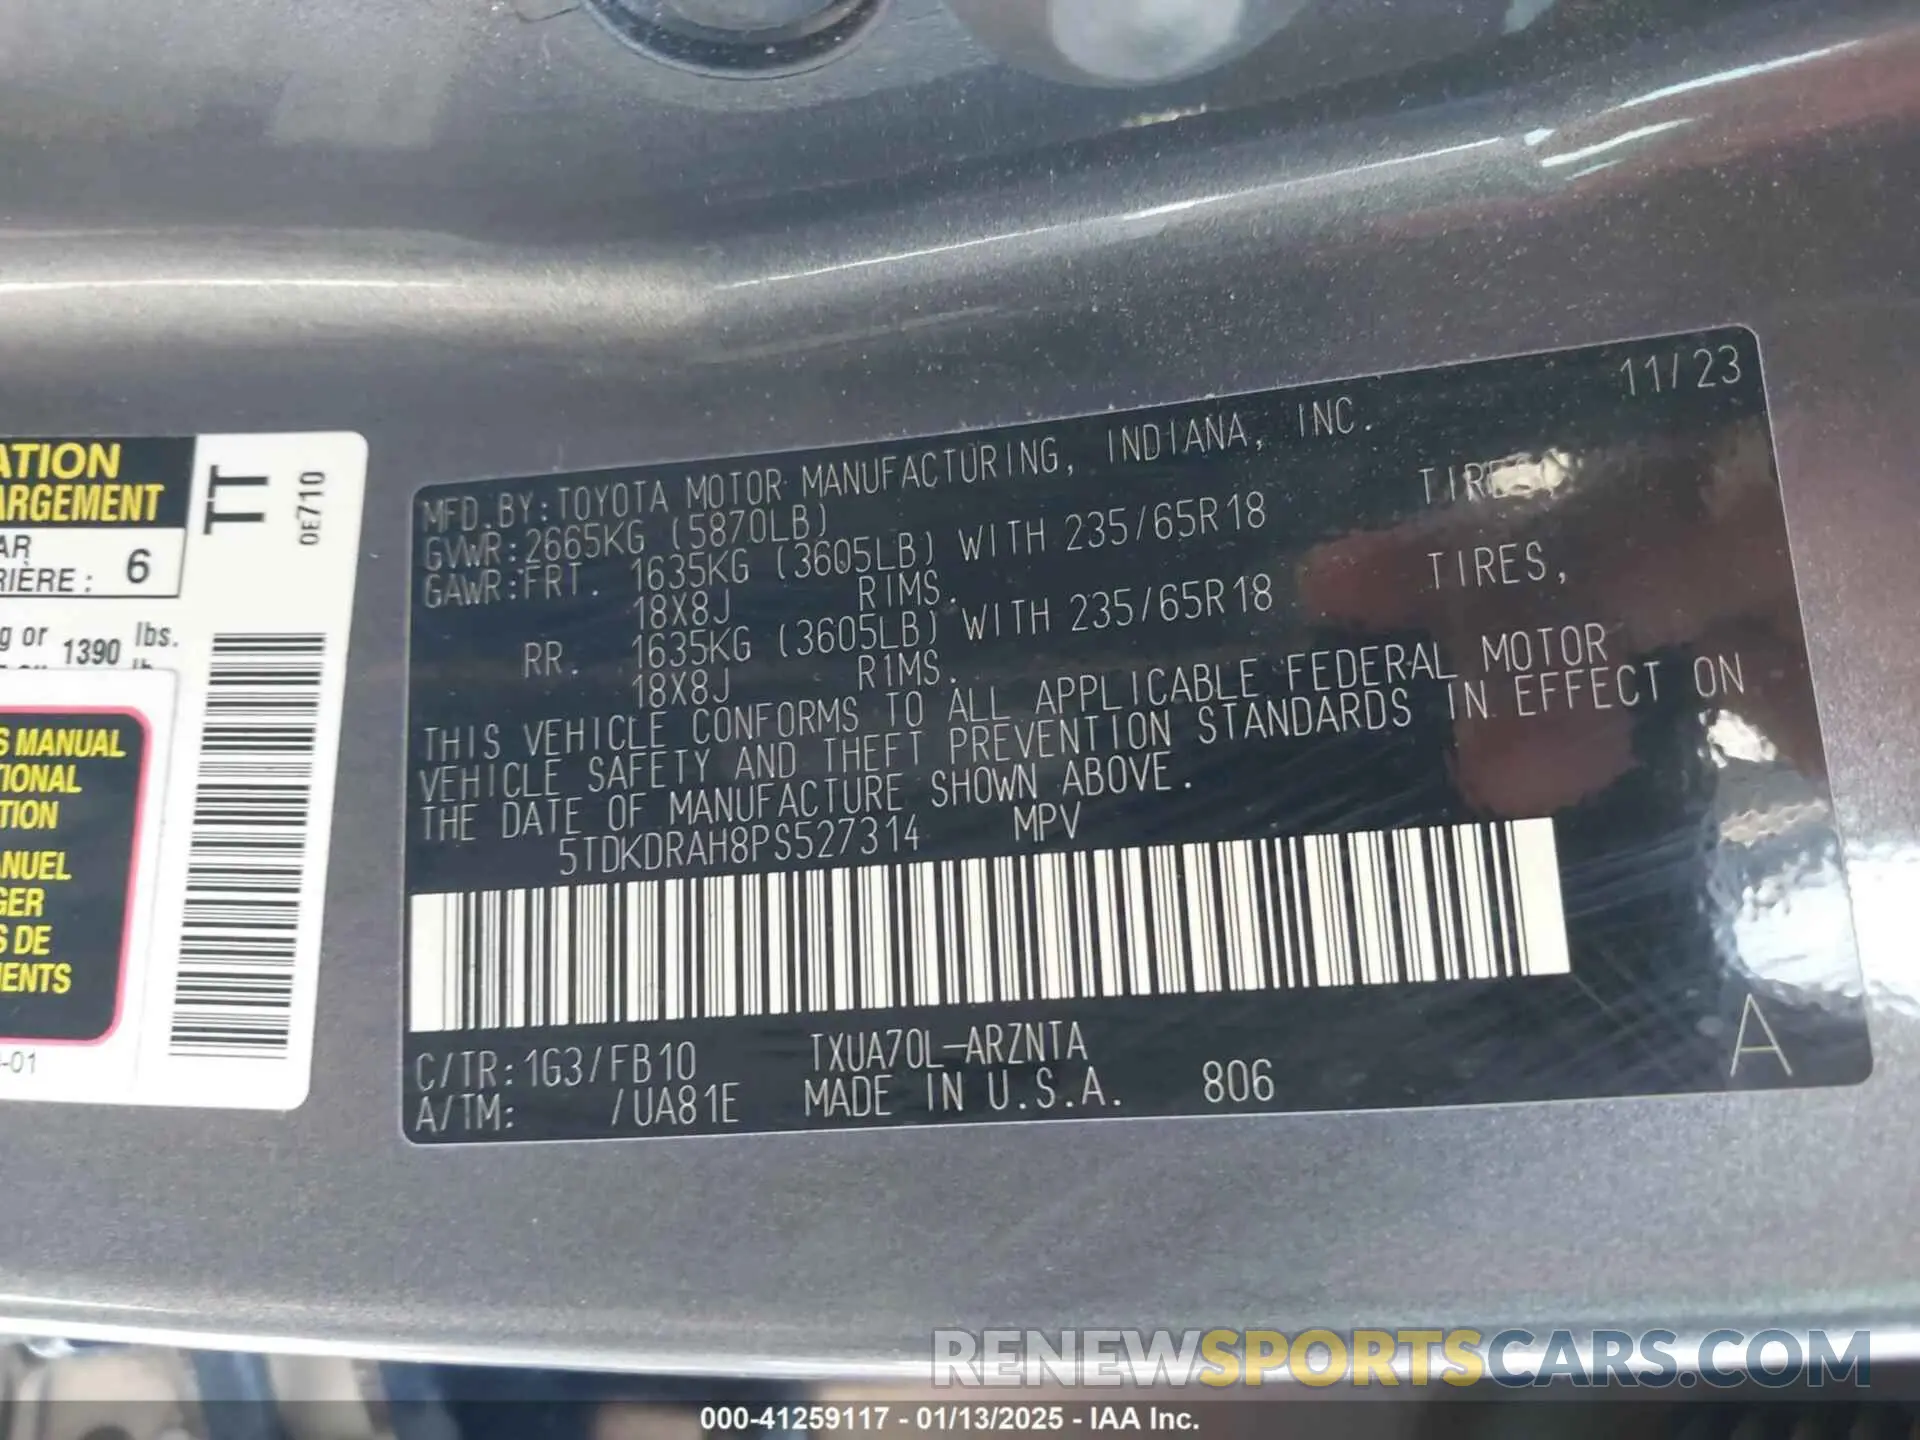 ATION
ARGEMENT
AR
RIÈRE : 6
g or 1390 lbs.
TT
0E710
S MANUAL
TIONAL
TION
ANUEL
GER
S DE
MENTS
-01
11/23
MFD. BY: TOYOTA MOTOR MANUFACTURING, INDIANA, INC.
GVWR: 2665KG (5870LB)
GAWR: FRT. 1635KG (3605LB) WITH 235/65R18 TIRES,
18X8J RIMS.
RR. 1635KG (3605LB) WITH 235/65R18 TIRES,
18X8J RIMS.
THIS VEHICLE CONFORMS TO ALL APPLICABLE FEDERAL MOTOR
VEHICLE SAFETY AND THEFT PREVENTION STANDARDS IN EFFECT ON
THE DATE OF MANUFACTURE SHOWN ABOVE.
5TDKDRAH8PS527314 MPV
C/TR: 1G3/FB10 TXUA70L-ARZNTA
A/TM: /UA81E MADE IN U.S.A. 806
A
RENEWSPORTSCARS.COM
000-41259117 - 01/13/2025 - IAA Inc.